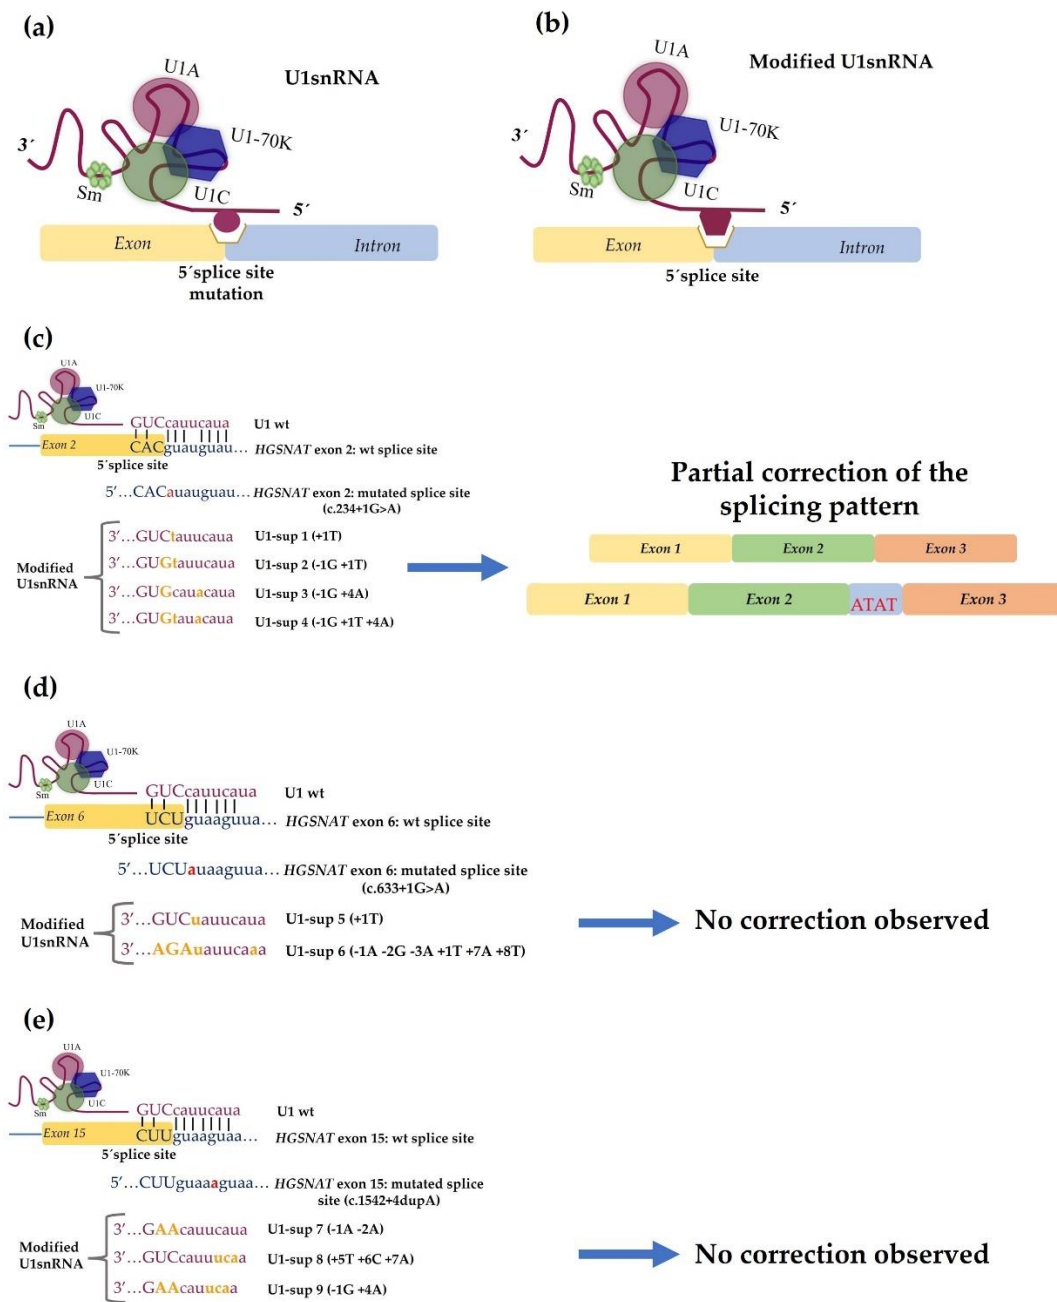 (a)
U1A
U1snRNA
3´
U1-70K
Sm
U1C
5´
Exon
Intron
5´splice site
mutation
(b)
U1A
Modified U1snRNA
3´
U1-70K
Sm
U1C
5´
Exon
Intron
5´splice site
(c)
U1A
U1-70K
Sm
U1C
GUCcauucaua
U1 wt
Exon 2
CACguauguau…
HGSNAT exon 2: wt splice site
5´splice site
5’…CACauauguau…
HGSNAT exon 2: mutated splice site
(c.234+1G>A)
Modified
U1snRNA
3’…GUCtauucaua
U1-sup 1 (+1T)
3’…GUGtauucaua
U1-sup 2 (-1G +1T)
3’…GUGcauacaua
U1-sup 3 (-1G +4A)
3’…GUGtauacaua
U1-sup 4 (-1G +1T +4A)
Partial correction of the
splicing pattern
Exon 1
Exon 2
Exon 3
Exon 1
Exon 2
ATAT
Exon 3
(d)
U1A
U1-70K
Sm
U1C
GUCcauucaua
U1 wt
Exon 6
UCUguaaguua…
HGSNAT exon 6: wt splice site
5´splice site
5’…UCUauaaguua…
HGSNAT exon 6: mutated splice site
(c.633+1G>A)
Modified
U1snRNA
3’…GUCuauucaua
U1-sup 5 (+1T)
3’…AGAuauucaaa
U1-sup 6 (-1A -2G -3A +1T +7A +8T)
No correction observed
(e)
U1A
U1-70K
Sm
U1C
GUCcauucaua
U1 wt
Exon 15
CUUguaaguaa…
HGSNAT exon 15: wt splice site
5´splice site
5’…CUUguaaaguaa…
HGSNAT exon 15: mutated splice
site (c.1542+4dupA)
Modified
U1snRNA
3’…GAAcauucaua
U1-sup 7 (-1A -2A)
3’…GUCcauuucaa
U1-sup 8 (+5T +6C +7A)
3’…GAAcauucaa
U1-sup 9 (-1G +4A)
No correction observed